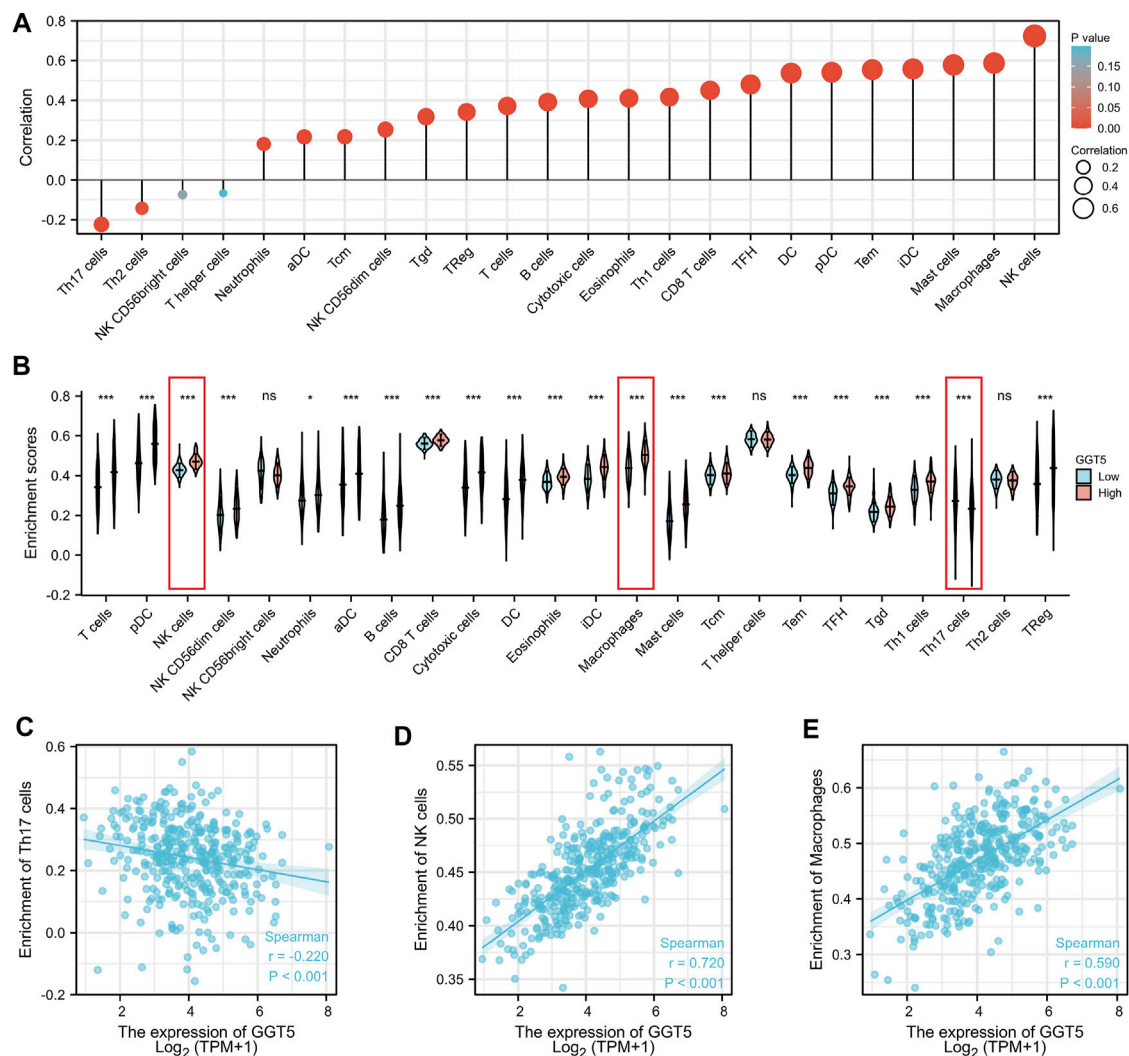 A
0.8
0.6
0.4
0.2
0.0
-0.2
Correlation
Th17 cells
Th2 cells
NK CD56bright cells
T helper cells
Neutrophils
aDC
Tcm
NK CD56dim cells
Tgd
TReg
T cells
B cells
Cytotoxic cells
Eosinophils
Th1 cells
CD8 T cells
TFH
DC
pDC
Tem
iDC
Mast cells
Macrophages
NK cells
P value
0.15
0.10
0.05
0.00
Correlation
0.2
0.4
0.6
B
0.8
0.6
0.4
0.2
0.0
-0.2
Enrichment scores
*** *** *** *** ns * *** *** *** *** *** *** *** *** *** *** ns *** *** *** *** *** ns ***
T cells
pDC
NK cells
NK CD56dim cells
NK CD56bright cells
Neutrophils
aDC
B cells
CD8 T cells
Cytotoxic cells
DC
Eosinophils
iDC
Macrophages
Mast cells
Tcm
T helper cells
Tem
TFH
Tgd
Th1 cells
Th17 cells
Th2 cells
TReg
GGT5
Low
High
C
0.6
0.4
0.2
0.0
-0.2
Enrichment of Th17 cells
Spearman
r = -0.220
P < 0.001
2 4 6 8
The expression of GGT5
Log2 (TPM+1)
D
0.55
0.50
0.45
0.40
0.35
Enrichment of NK cells
Spearman
r = 0.720
P < 0.001
2 4 6 8
The expression of GGT5
Log2 (TPM+1)
E
0.6
0.5
0.4
0.3
Enrichment of Macrophages
Spearman
r = 0.590
P < 0.001
2 4 6 8
The expression of GGT5
Log2 (TPM+1)